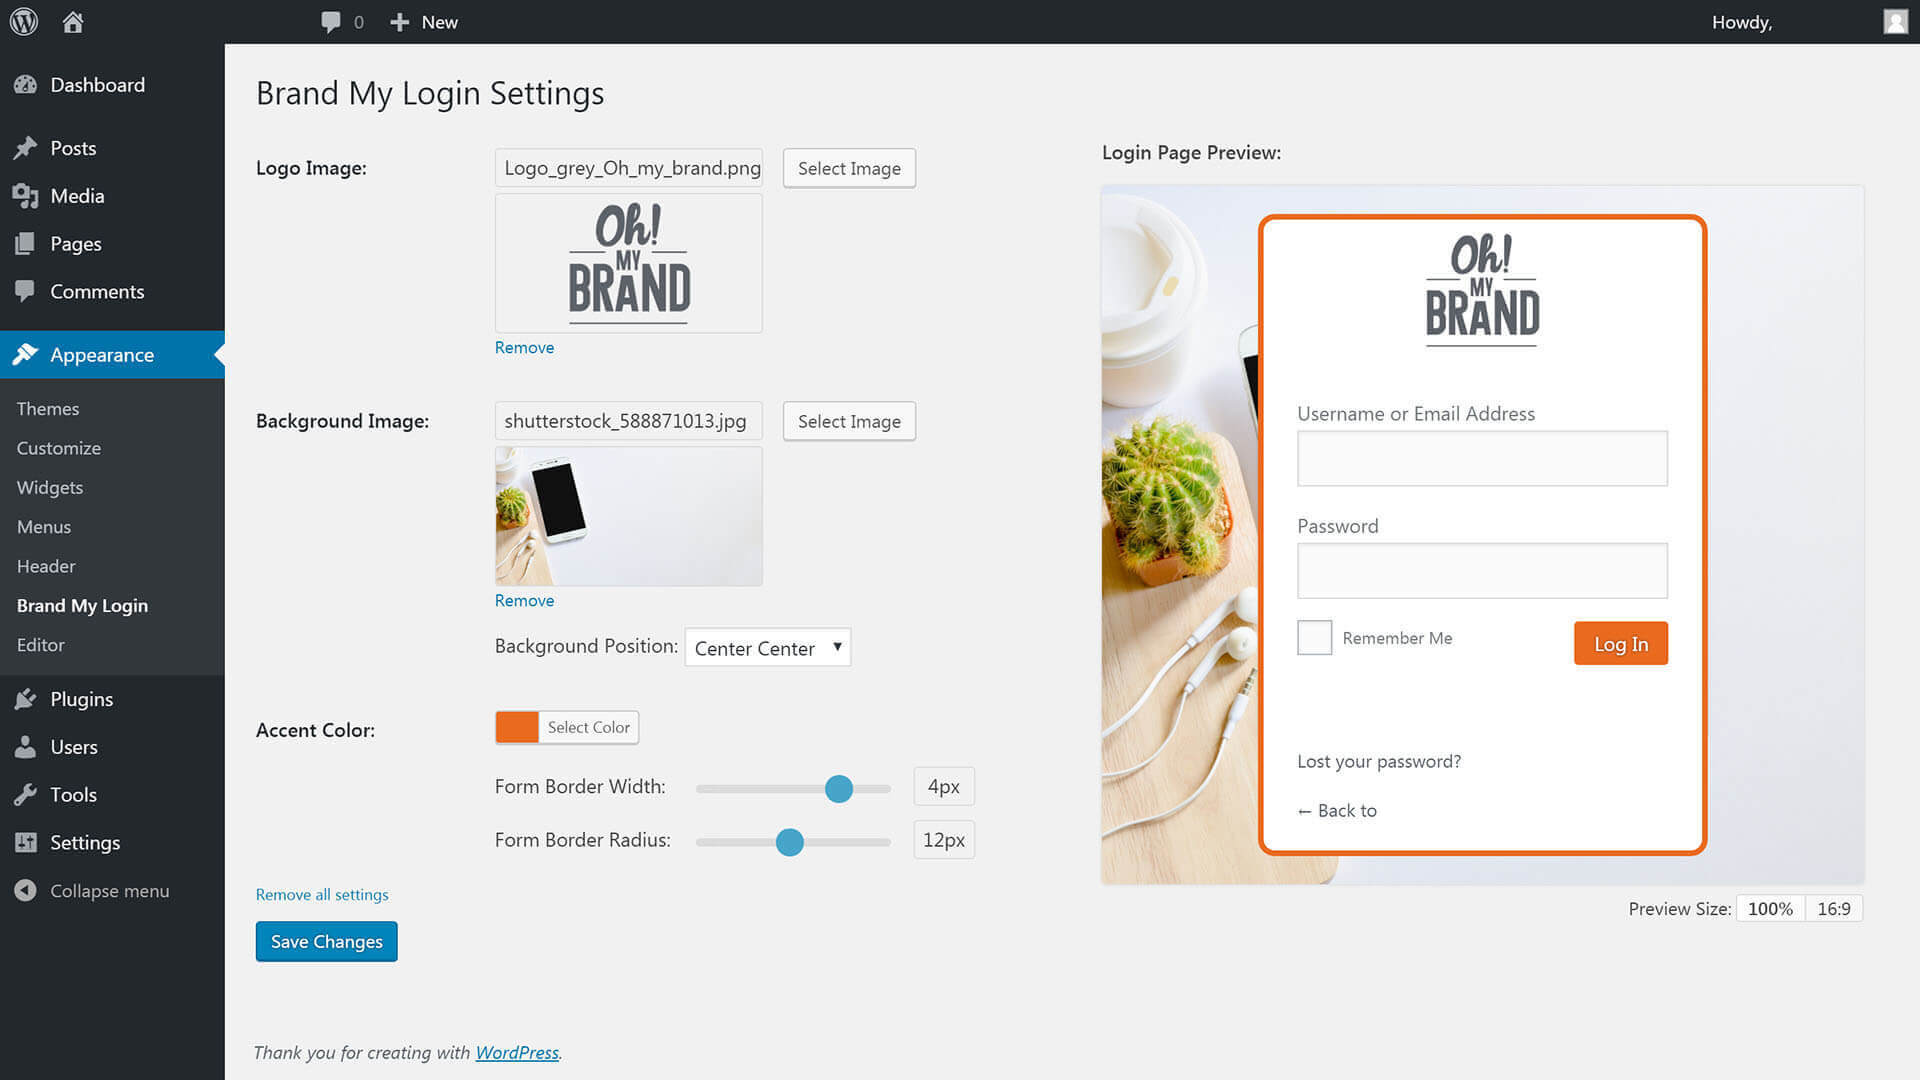 0 New Howdy,
Dashboard
Posts
Media
Pages
Comments
Appearance
Themes
Customize
Widgets
Menus
Header
Brand My Login
Editor
Plugins
Users
Tools
Settings
Collapse menu
Brand My Login Settings
Logo Image:
Logo_grey_Oh_my_brand.png
Select Image
Oh!
MY
BRAND
Remove
Background Image:
shutterstock_588871013.jpg
Select Image
Remove
Background Position: Center Center
Accent Color:
Select Color
Form Border Width: 4px
Form Border Radius: 12px
Remove all settings
Save Changes
Login Page Preview:
Oh!
MY
BRAND
Username or Email Address
Password
Remember Me
Log In
Lost your password?
← Back to
Preview Size: 100% 16:9
Thank you for creating with WordPress.